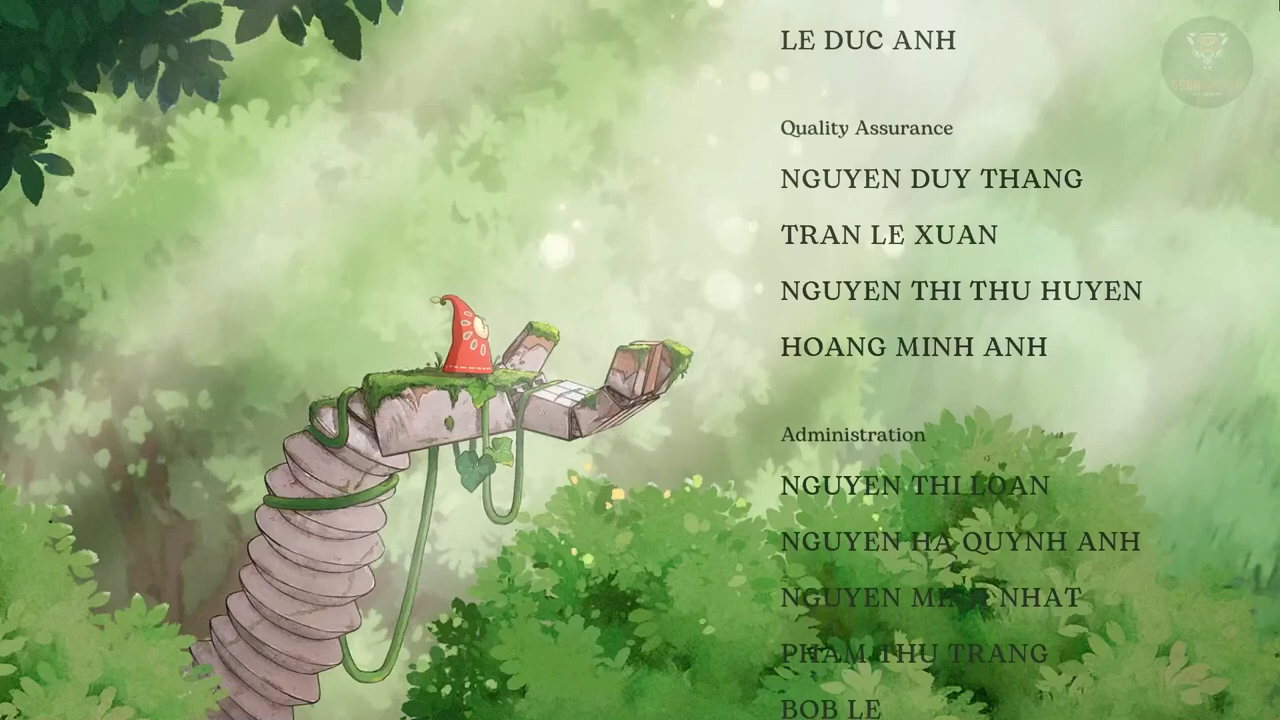 LE DUC ANH
Quality Assurance
NGUYEN DUY THANG
TRAN LE XUAN
NGUYEN THI THU HUYEN
HOANG MINH ANH
Administration
NGUYEN THI LOAN
NGUYEN HA QUYNH ANH
NGUYEN MINH NHAT
PHAM THU TRANG
BOB LE